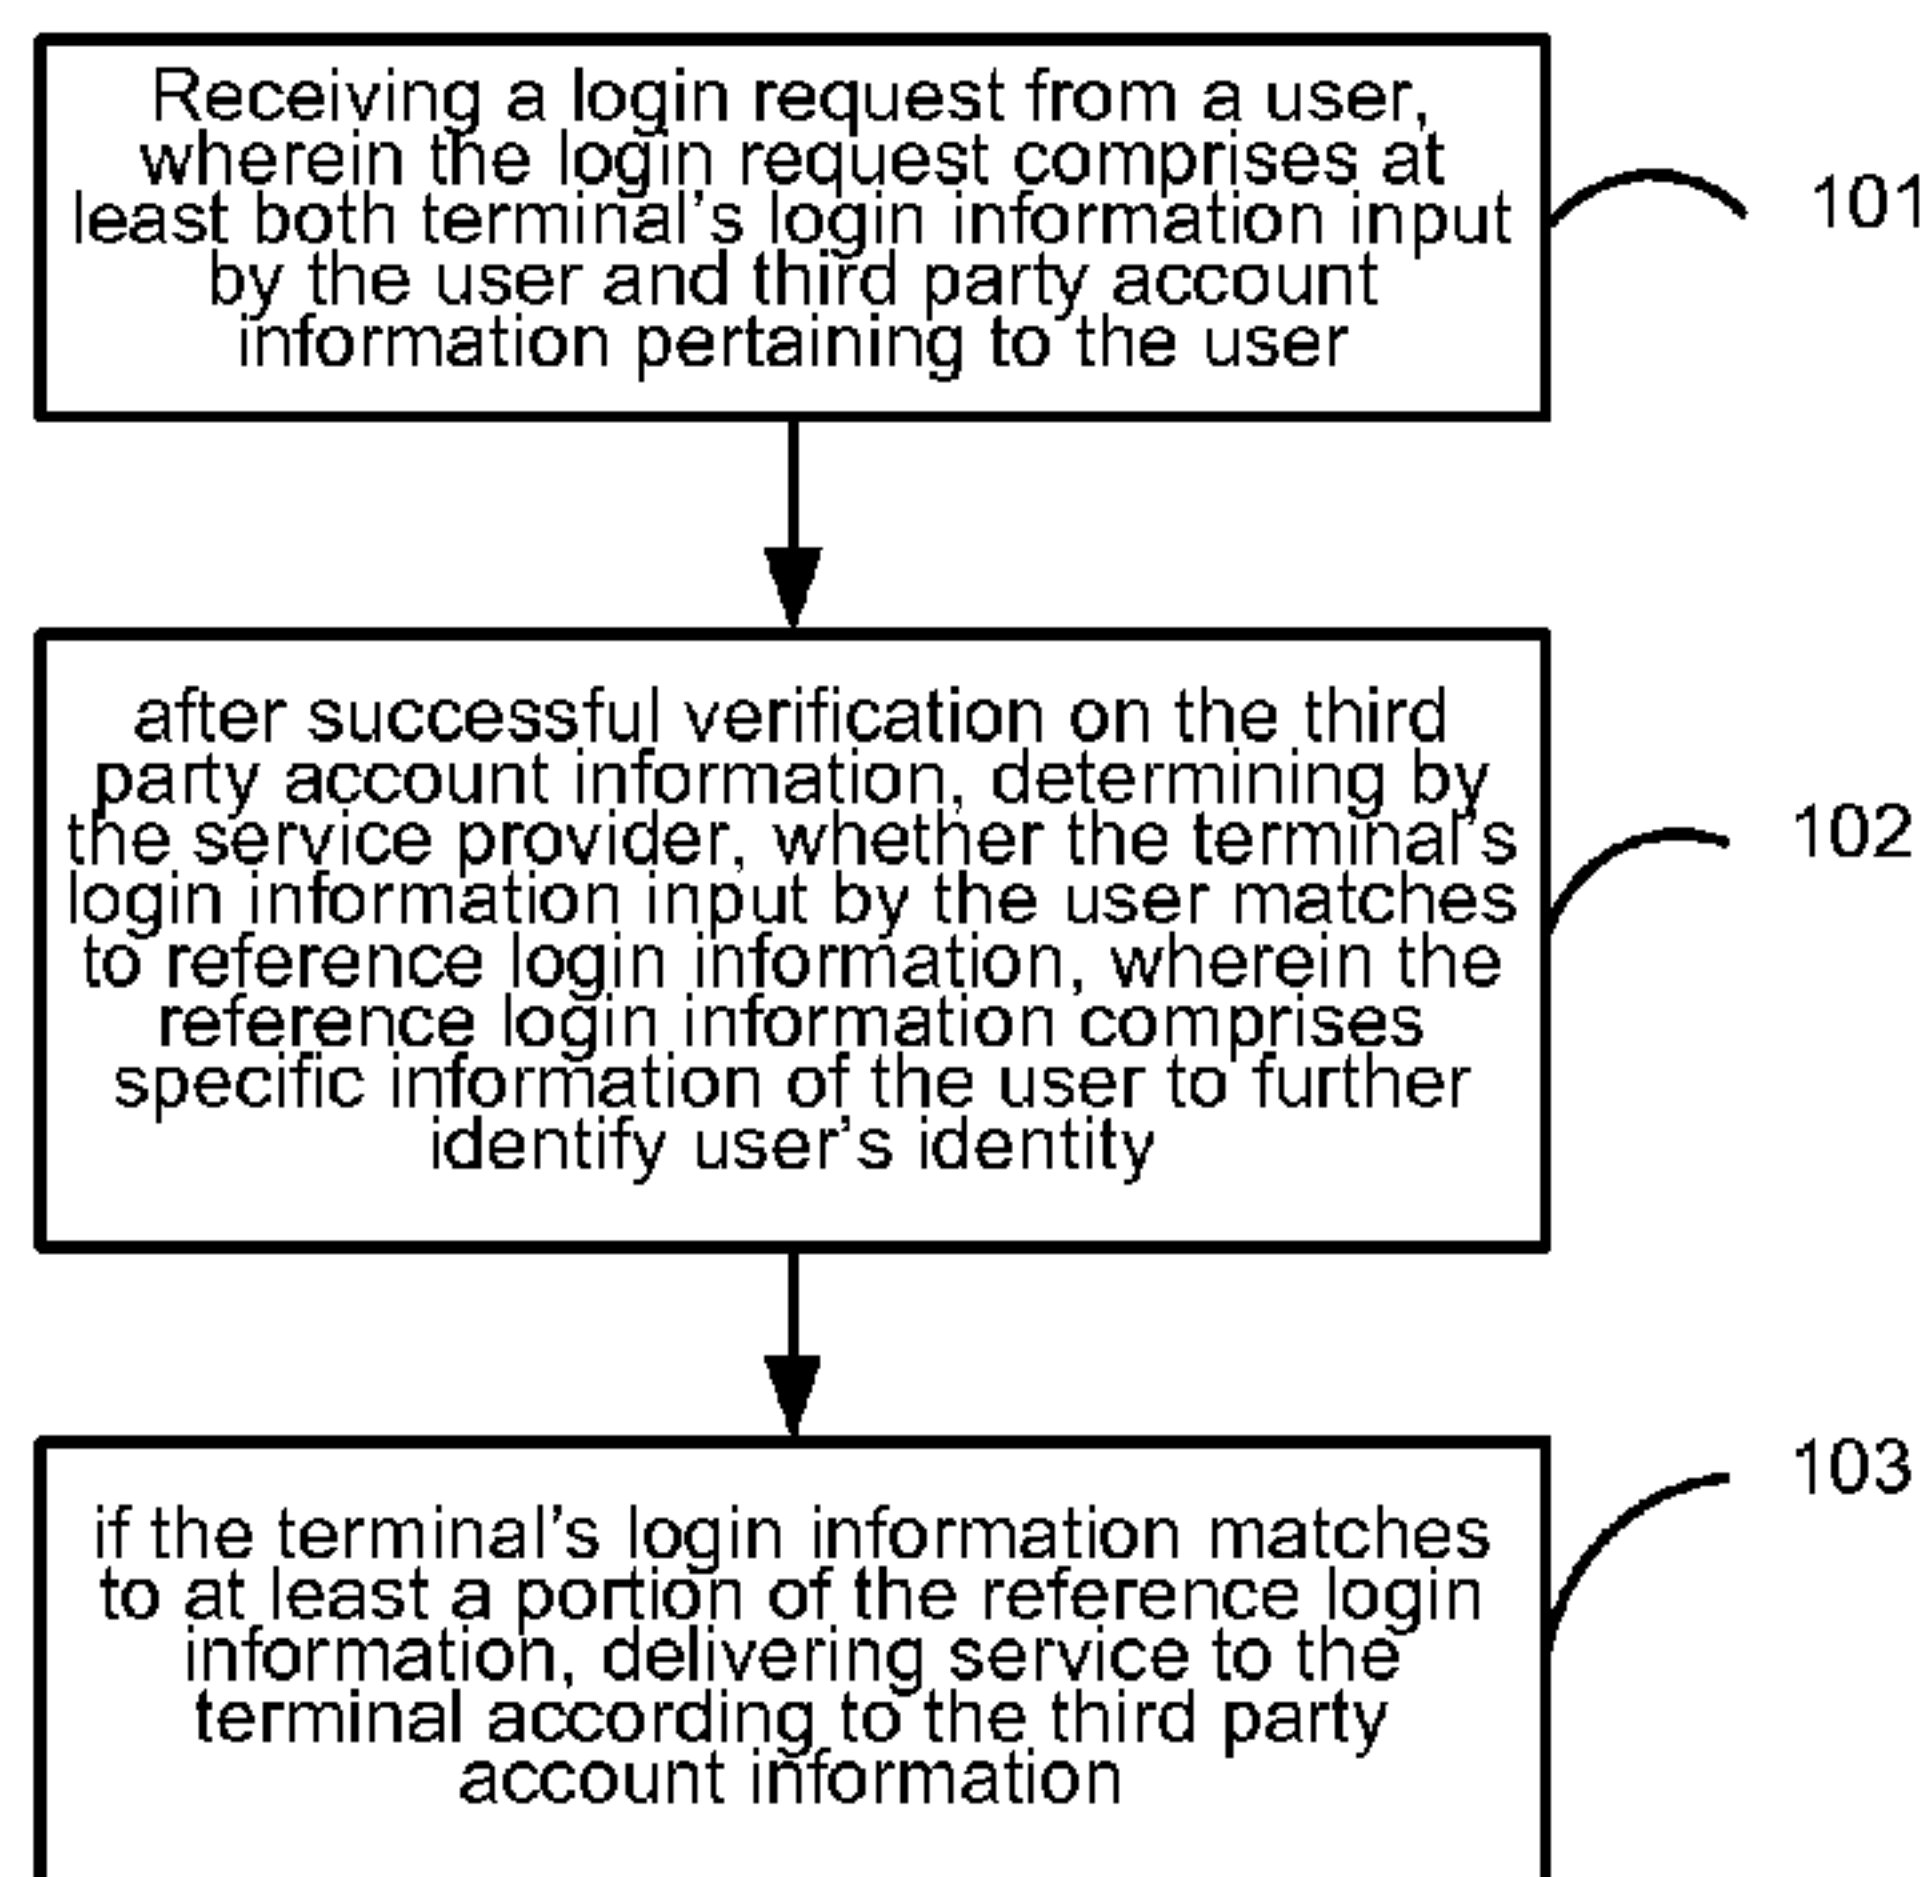 Receiving a login request from a user,
wherein the login request comprises at
least both terminal's login information input
by the user and third party account
information pertaining to the user
101
after successful verification on the third
party account information, determining by
the service provider, whether the terminal's
login information input by the user matches
to reference login information, wherein the
reference login information comprises
specific information of the user to further
identify user's identity
102
103
if the terminal's login information matches
to at least a portion of the reference login
information, delivering service to the
terminal according to the third party
account information